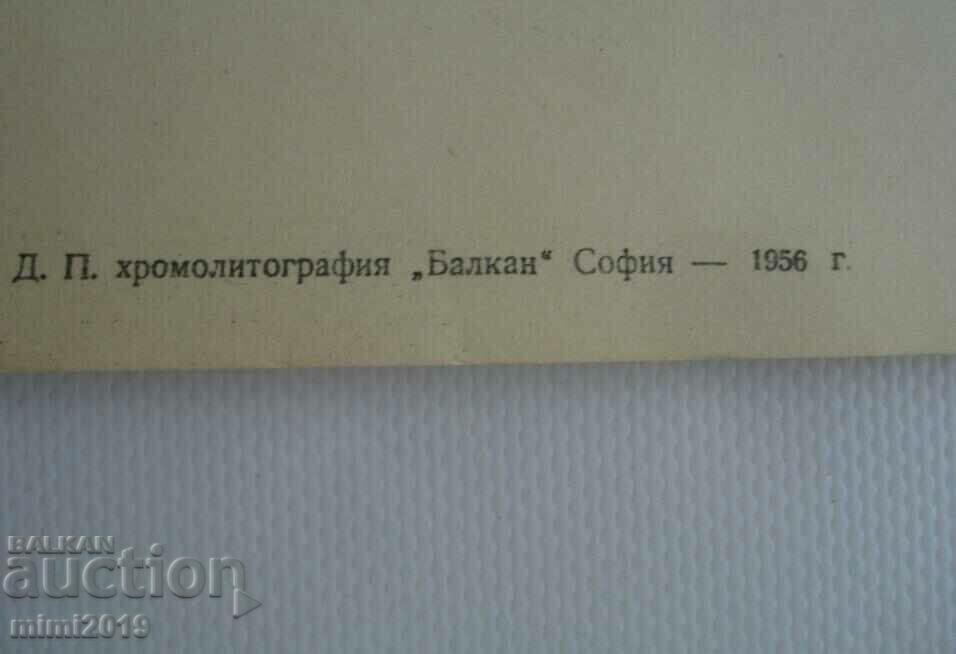 Д. П. хромолитография „Балкан“ София — 1956 г.
BALKAN
auction
mimi2019